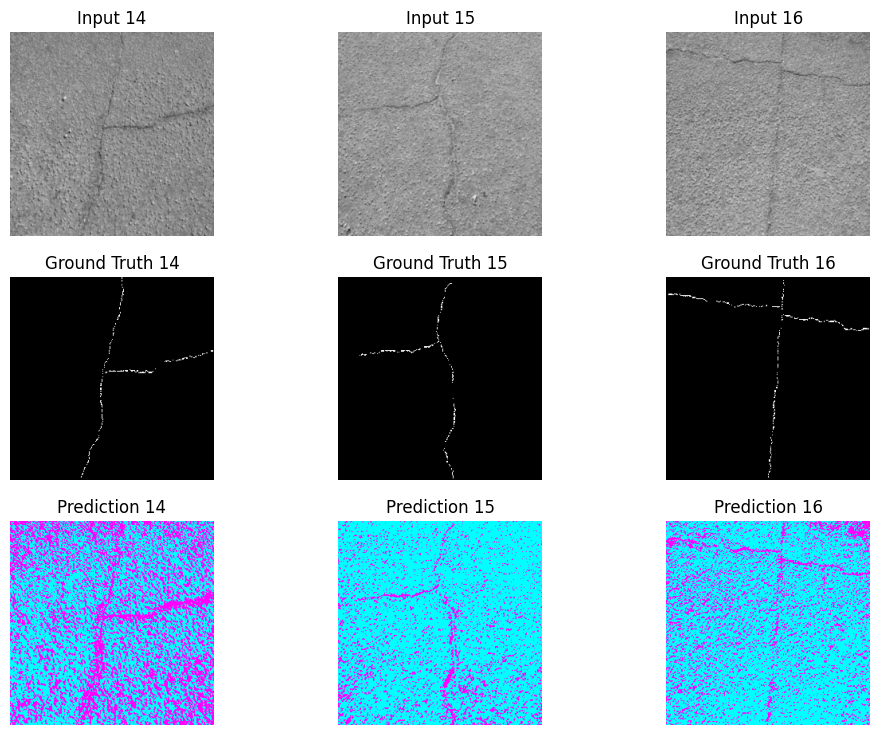 Input 14
Input 15
Input 16
Ground Truth 14
Ground Truth 15
Ground Truth 16
Prediction 14
Prediction 15
Prediction 16